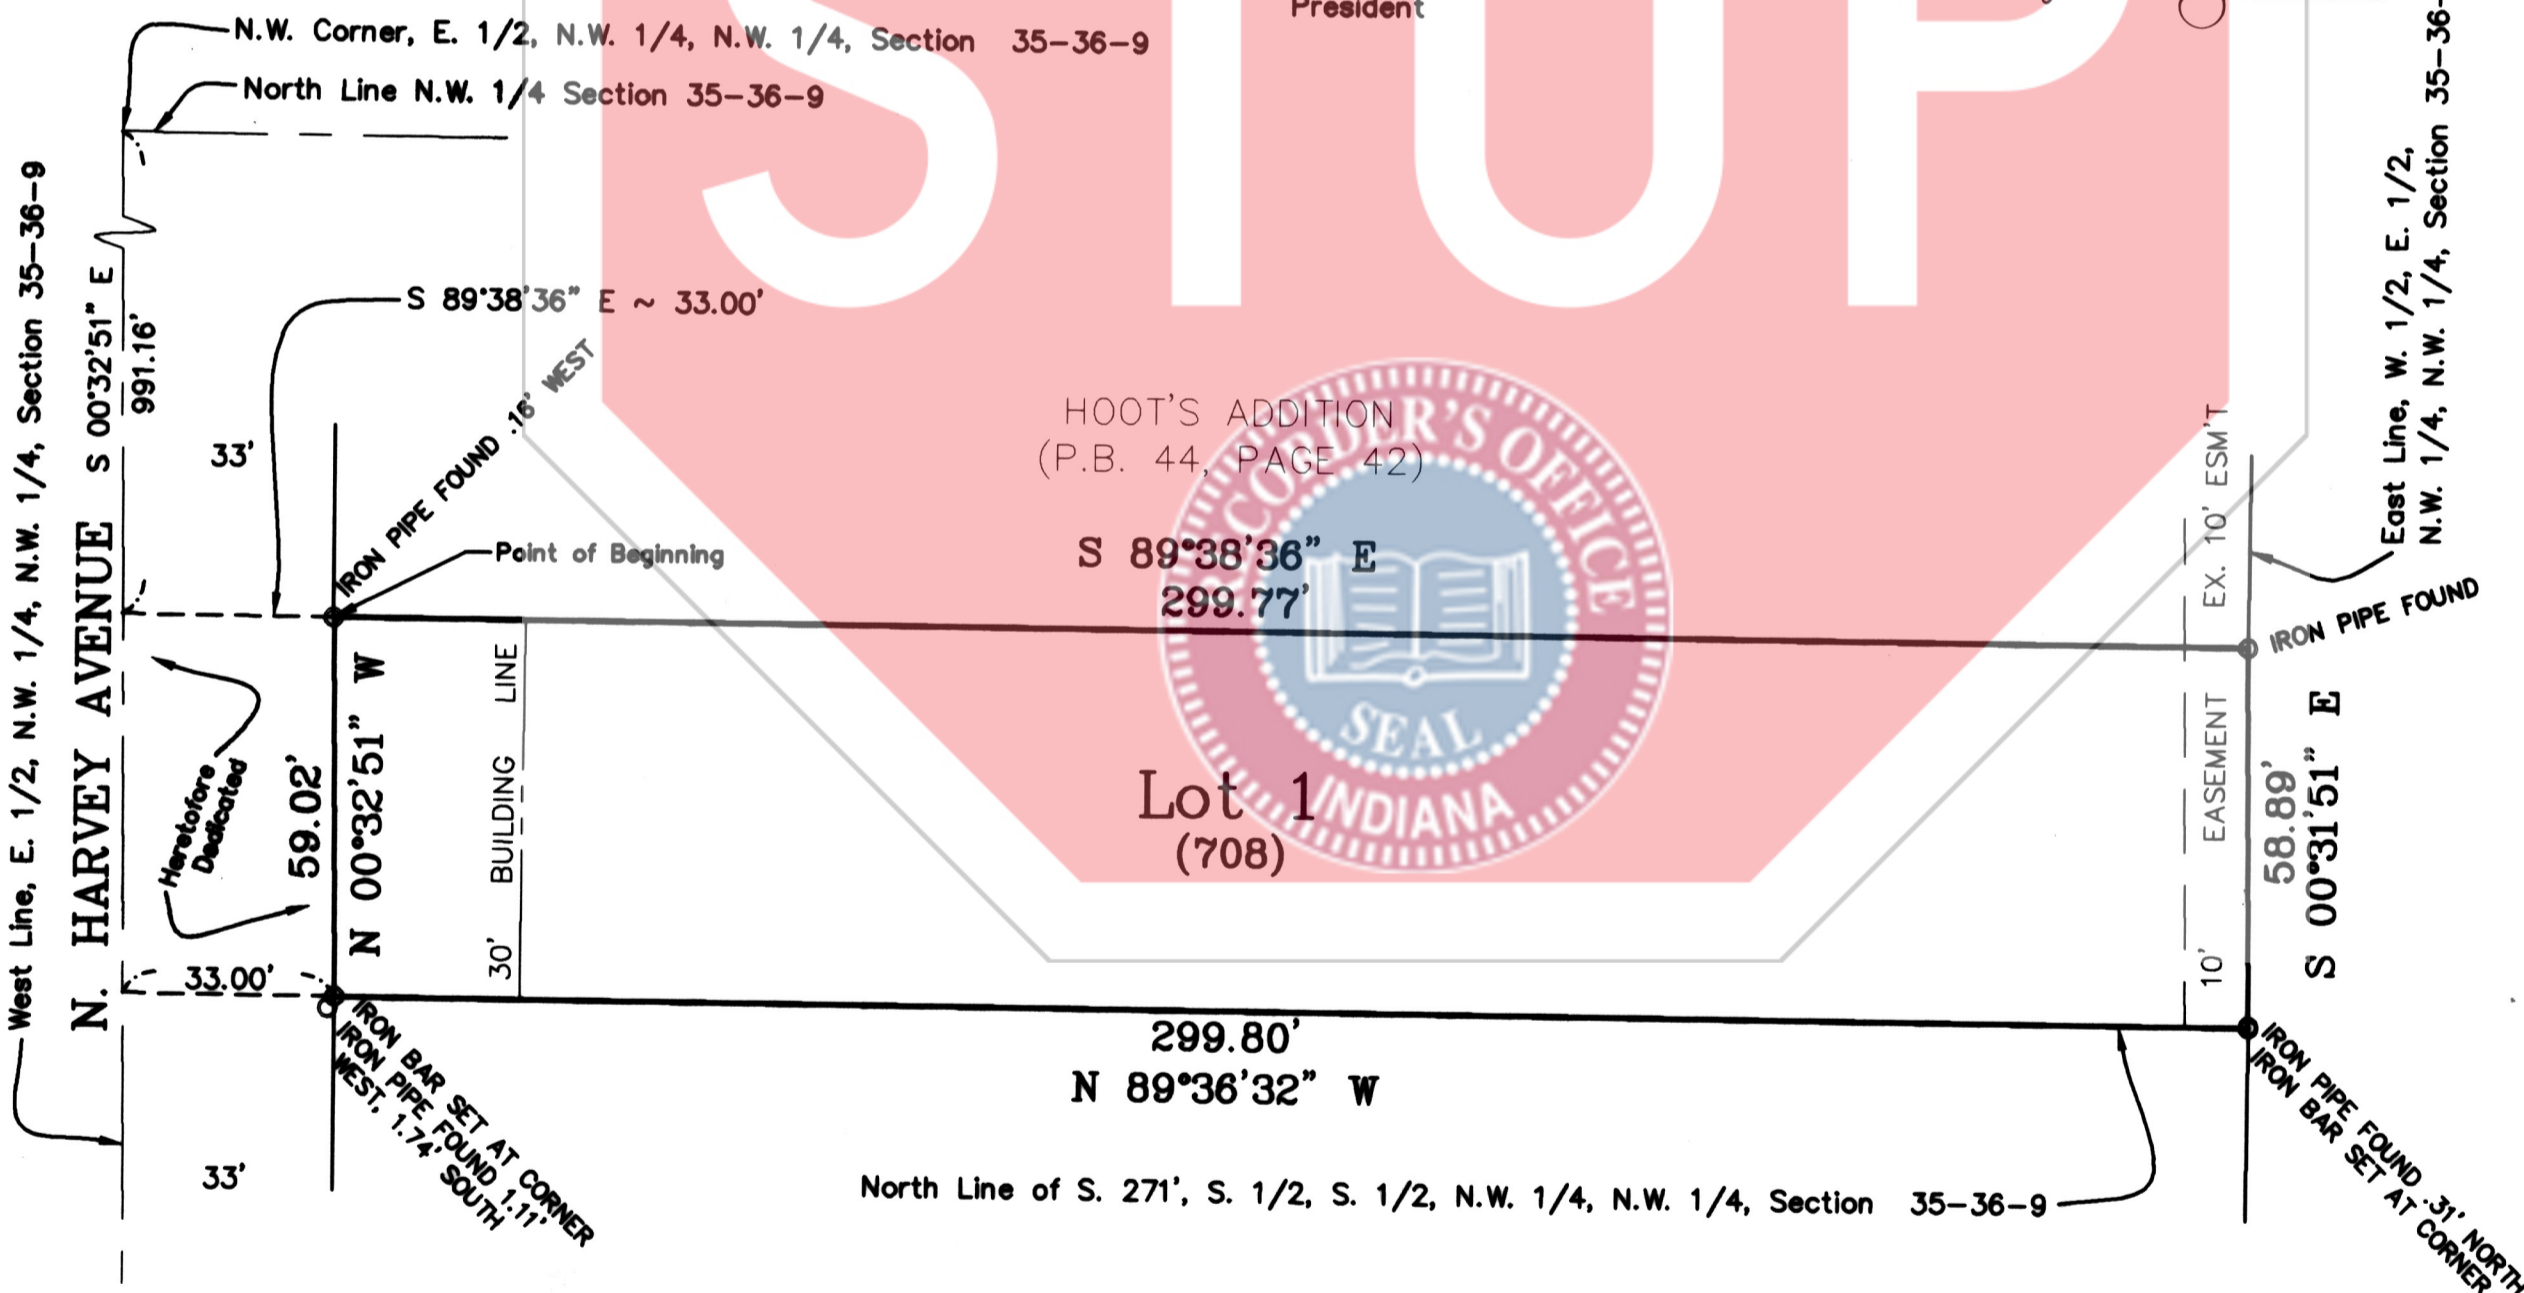 President
N.W. Corner, E. 1/2, N.W. 1/4, N.W. 1/4, Section 35-36-9
North Line N.W. 1/4 Section 35-36-9
STOP
West Line, E. 1/2, N.W. 1/4, N.W. 1/4, Section 35-36-9
N. HARVEY AVENUE
S 00°32'51" E
991.16'
S 89°38'36" E ~ 33.00'
33'
IRON PIPE FOUND .16' WEST
Point of Beginning
HOOT'S ADDITION
(P.B. 44, PAGE 42)
S 89°38'36" E
299.77'
RECORDER'S OFFICE
SEAL
INDIANA
EX. 10' ESM'T
East Line, W. 1/2, E. 1/2,
N.W. 1/4, N.W. 1/4, Section 35-36-
IRON PIPE FOUND
Heretofore
Dedicated
59.02'
N 00°32'51" W
30' BUILDING LINE
Lot 1
(708)
10' EASEMENT
58.89'
S 00°31'51" E
33.00'
IRON BAR SET AT CORNER
IRON PIPE FOUND 1.11'
WEST, 1.74' SOUTH
299.80'
N 89°36'32" W
IRON PIPE FOUND .31' NORTH
IRON BAR SET AT CORNER
33'
North Line of S. 271', S. 1/2, S. 1/2, N.W. 1/4, N.W. 1/4, Section 35-36-9